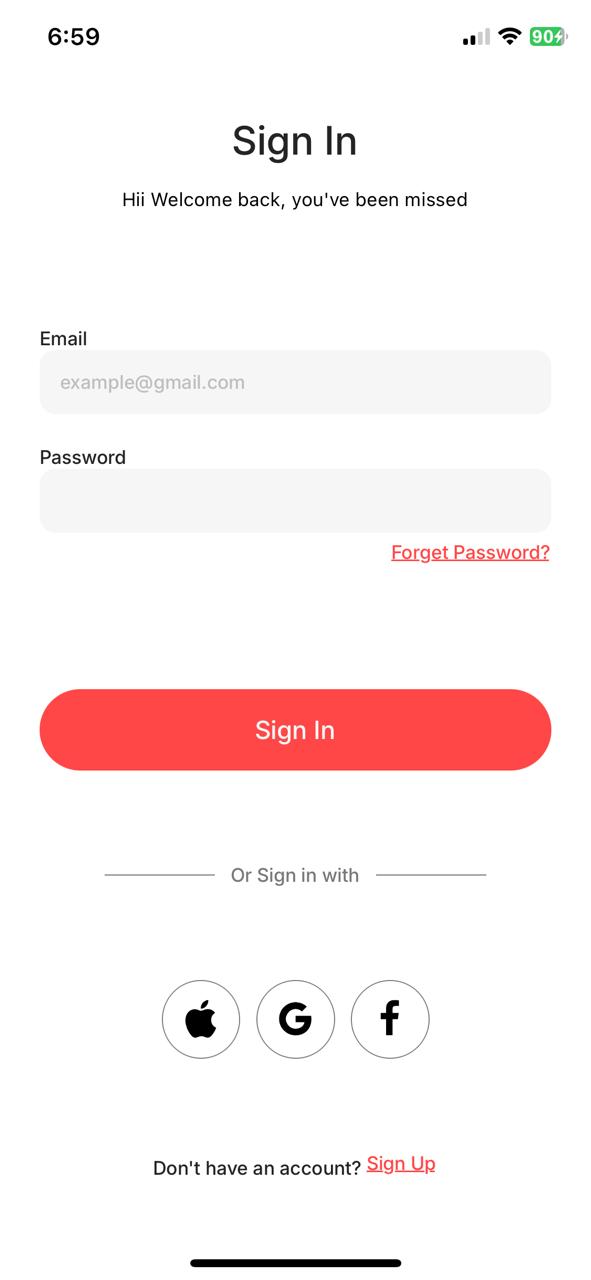 6:59
90
Sign In
Hii Welcome back, you've been missed
Email
example@gmail.com
Password
Forget Password?
Sign In
Or Sign in with
Don't have an account? Sign Up